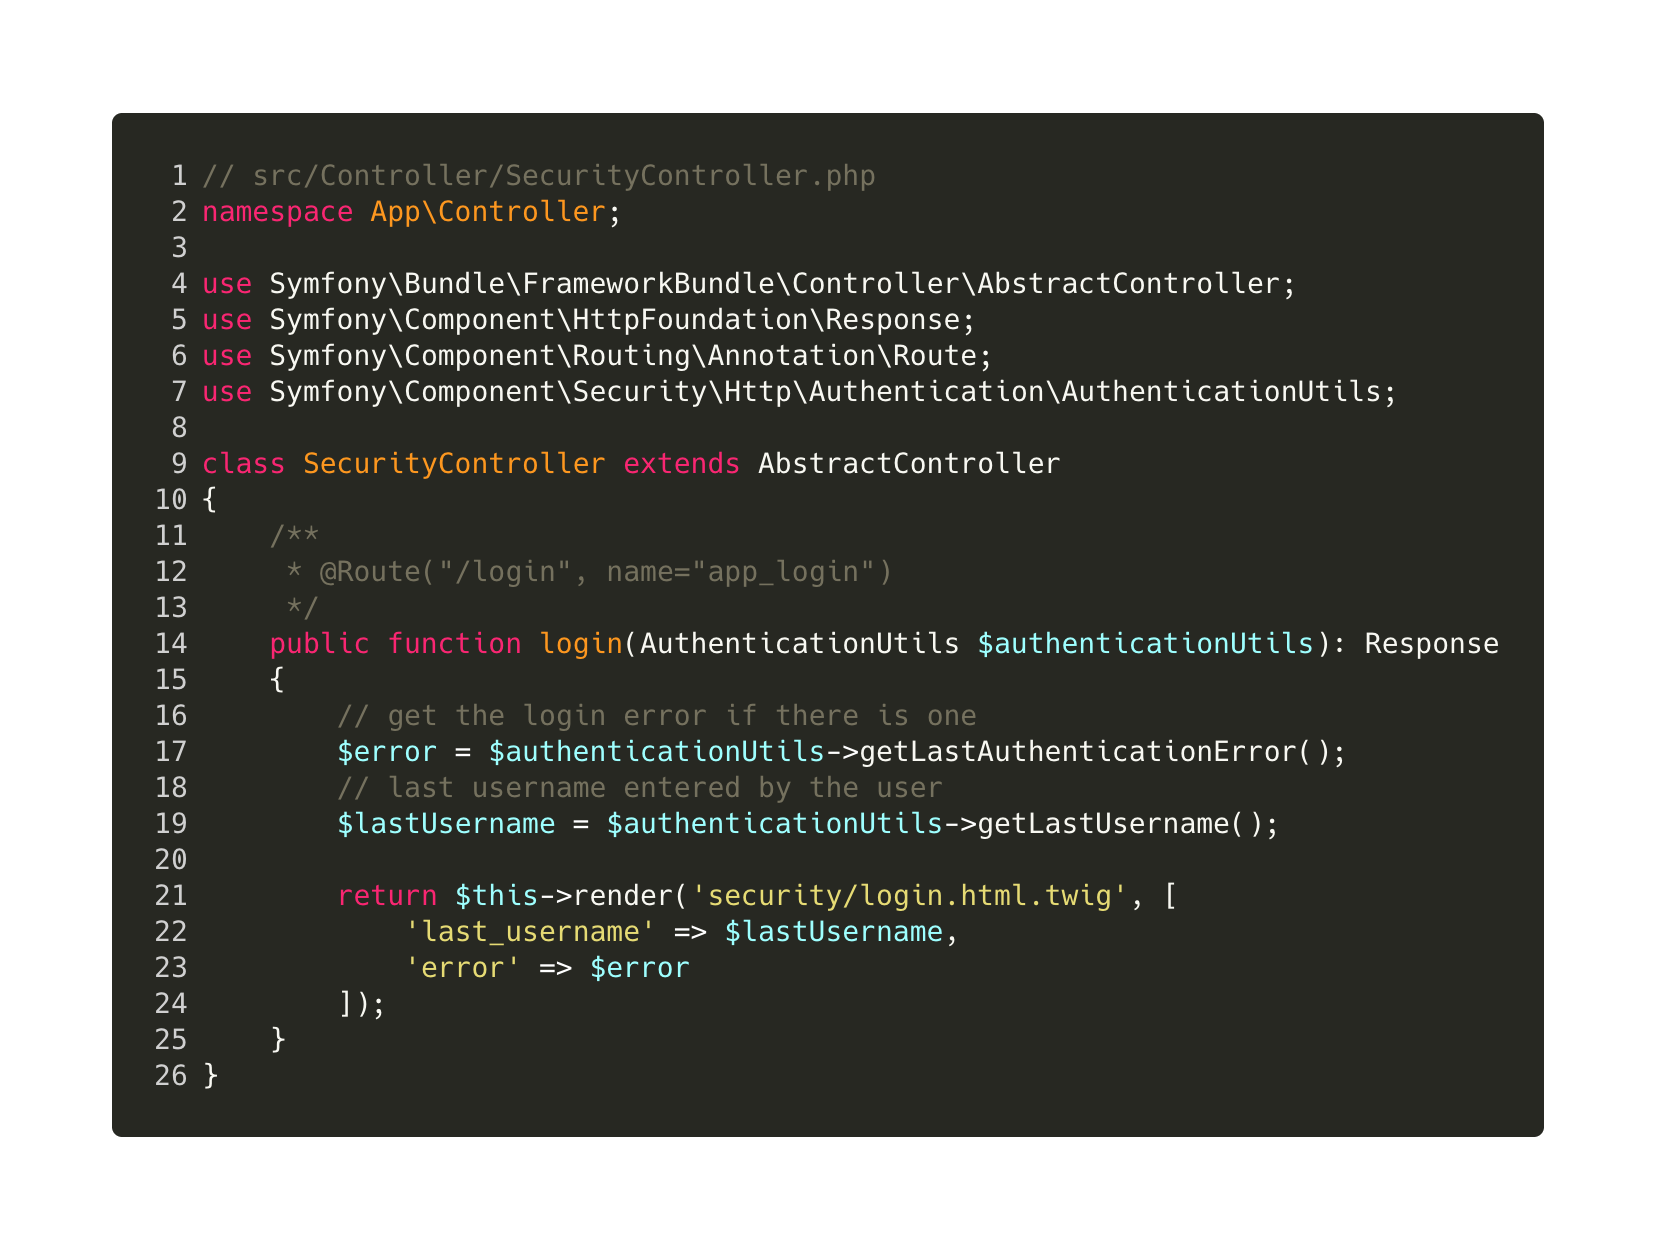 1 // src/Controller/SecurityController.php
2 namespace App\Controller;
3
4 use Symfony\Bundle\FrameworkBundle\Controller\AbstractController;
5 use Symfony\Component\HttpFoundation\Response;
6 use Symfony\Component\Routing\Annotation\Route;
7 use Symfony\Component\Security\Http\Authentication\AuthenticationUtils;
8
9 class SecurityController extends AbstractController
10 {
11     /**
12      * @Route("/login", name="app_login")
13      */
14     public function login(AuthenticationUtils $authenticationUtils): Response
15     {
16         // get the login error if there is one
17         $error = $authenticationUtils->getLastAuthenticationError();
18         // last username entered by the user
19         $lastUsername = $authenticationUtils->getLastUsername();
20
21         return $this->render('security/login.html.twig', [
22             'last_username' => $lastUsername,
23             'error' => $error
24         ]);
25     }
26 }